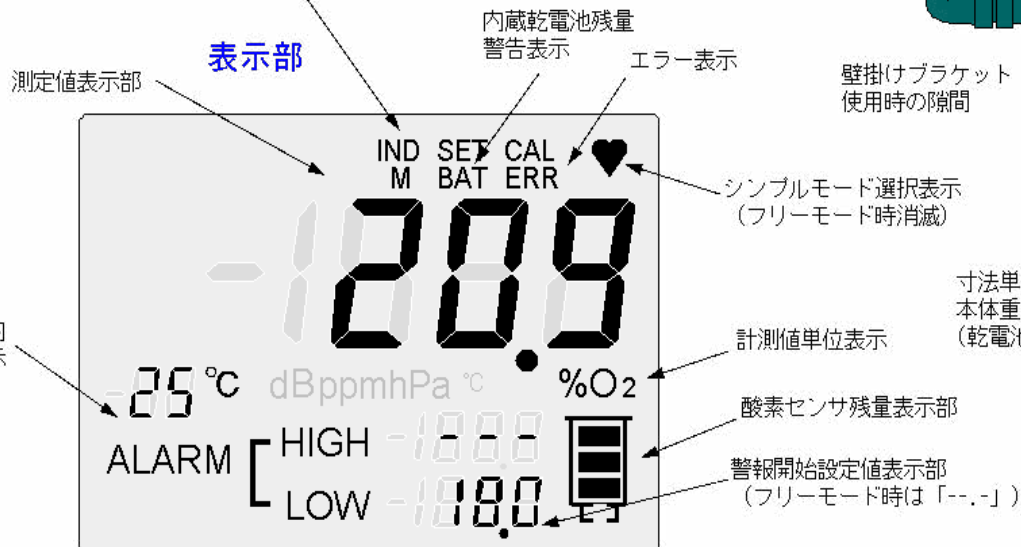 内蔵乾電池残量
警告表示
表示部
エラー表示
測定値表示部
壁掛けブラケット
使用時の隙間
IND SET CAL
M BAT ERR
シンプルモード選択表示
（フリーモード時消滅）
20.9
寸法単
本体重
（乾電池
計測値単位表示
25℃
dBppmhPa ℃
%O2
酸素センサ残量表示部
ALARM
HIGH ---
LOW 18.0
警報開始設定値表示部
（フリーモード時は「--.-」）